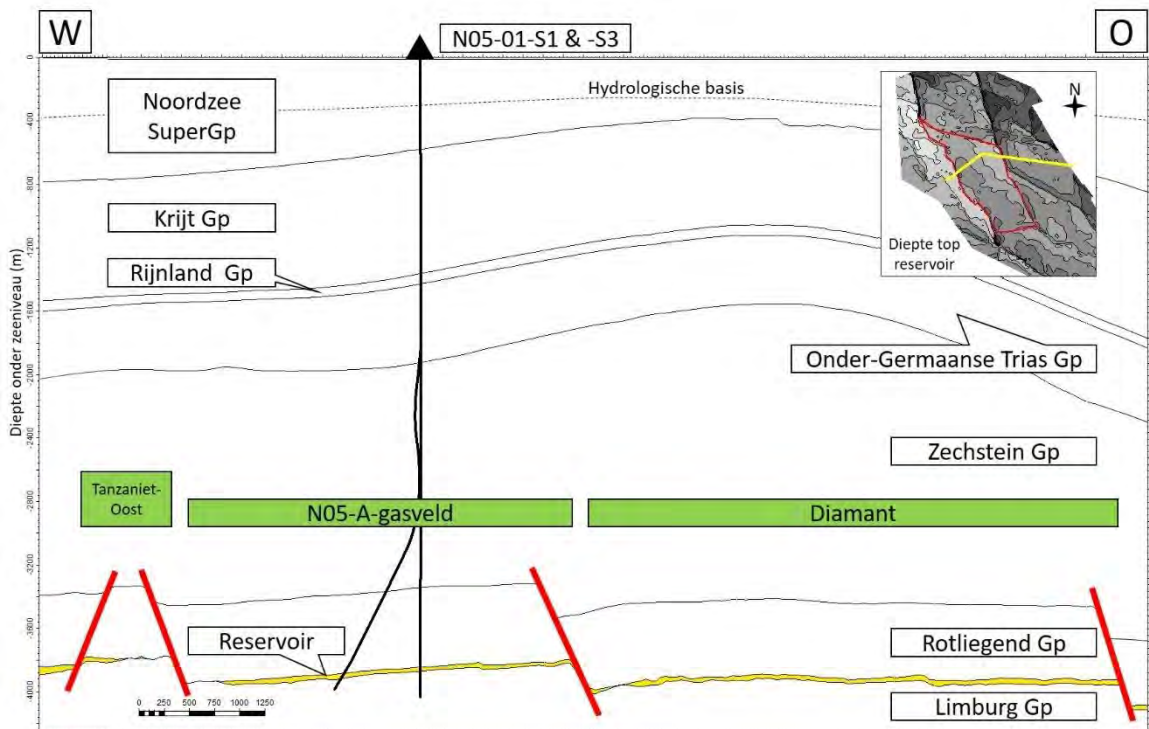 W
N05-01-S1 & -S3
O
0
-400
-800
-1200
-1600
-2000
-2400
-2800
-3200
-3600
-4000
Diepte onder zeeniveau (m)
Noordzee
SuperGp
Hydrologische basis
N
Diepte top
reservoir
Krijt Gp
Rijnland Gp
Onder-Germaanse Trias Gp
Zechstein Gp
Tanzaniet-
Oost
N05-A-gasveld
Diamant
Reservoir
Rotliegend Gp
Limburg Gp
0 250 500 750 1000 1250